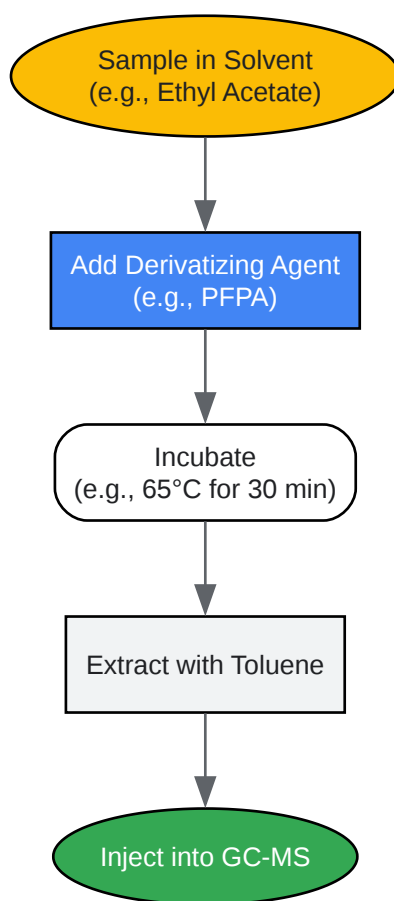 Sample in Solvent
(e.g., Ethyl Acetate)
Add Derivatizing Agent
(e.g., PFPA)
Incubate
(e.g., 65°C for 30 min)
Extract with Toluene
Inject into GC-MS